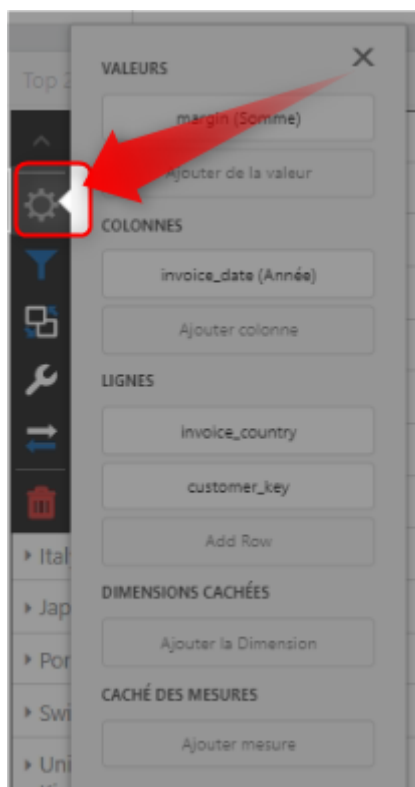 Top 2
VALEURS
margin (Somme)
Ajouter de la valeur
COLONNES
invoice_date (Année)
Ajouter colonne
LIGNES
invoice_country
customer_key
Add Row
DIMENSIONS CACHÉES
Ajouter la Dimension
CACHÉ DES MESURES
Ajouter mesure
Ital
Jap
Por
Swi
Uni